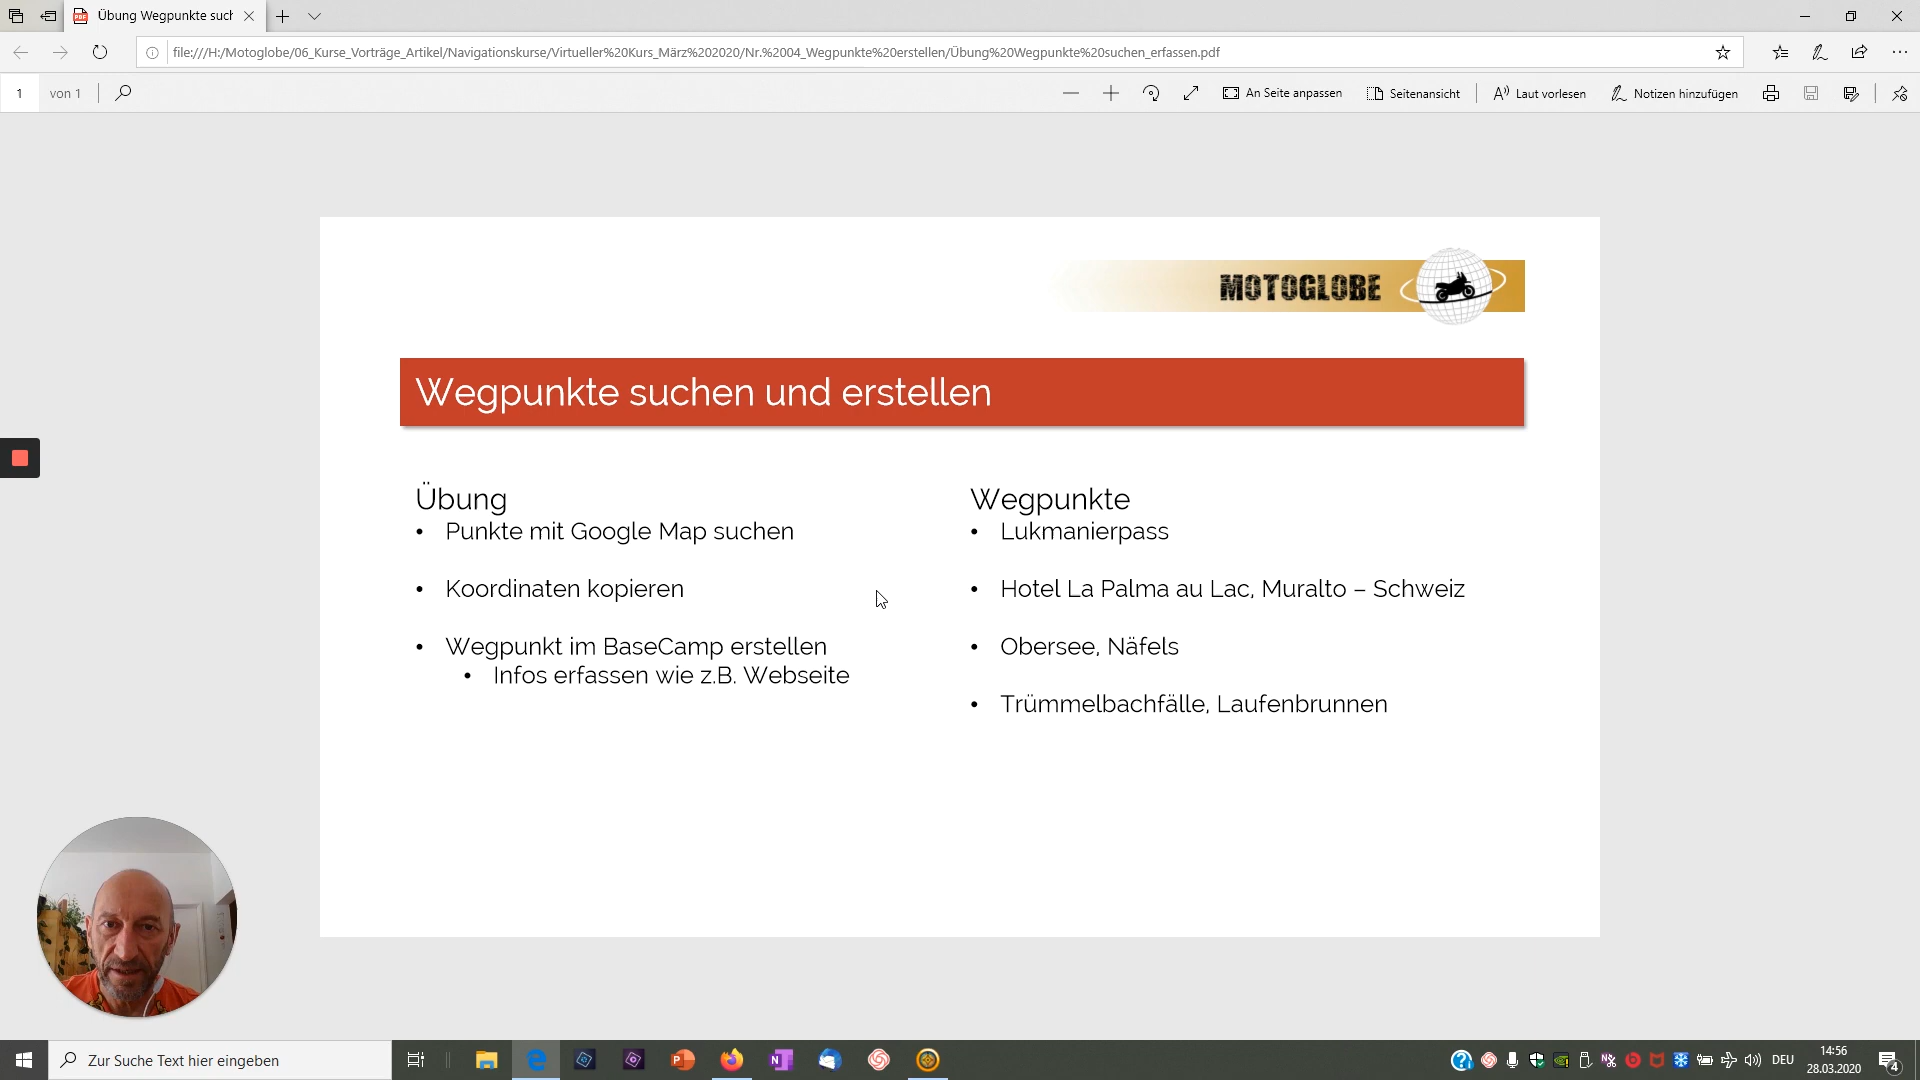 Übung Wegpunkte such
file:///H:/Motoglobe/06_Kurse_Vorträge_Artikel/Navigationskurse/Virtueller%20Kurs_März%202020/Nr.%2004_Wegpunkte%20erstellen/Übung%20Wegpunkte%20suchen_erfassen.pdf
1 von 1
An Seite anpassen
Seitenansicht
Laut vorlesen
Notizen hinzufügen
MOTOGLOBE
Wegpunkte suchen und erstellen
Übung
• Punkte mit Google Map suchen
• Koordinaten kopieren
• Wegpunkt im BaseCamp erstellen
• Infos erfassen wie z.B. Webseite
Wegpunkte
• Lukmanierpass
• Hotel La Palma au Lac, Muralto – Schweiz
• Obersee, Näfels
• Trümmelbachfälle, Laufenbrunnen
Zur Suche Text hier eingeben
DEU
14:56
28.03.2020
4